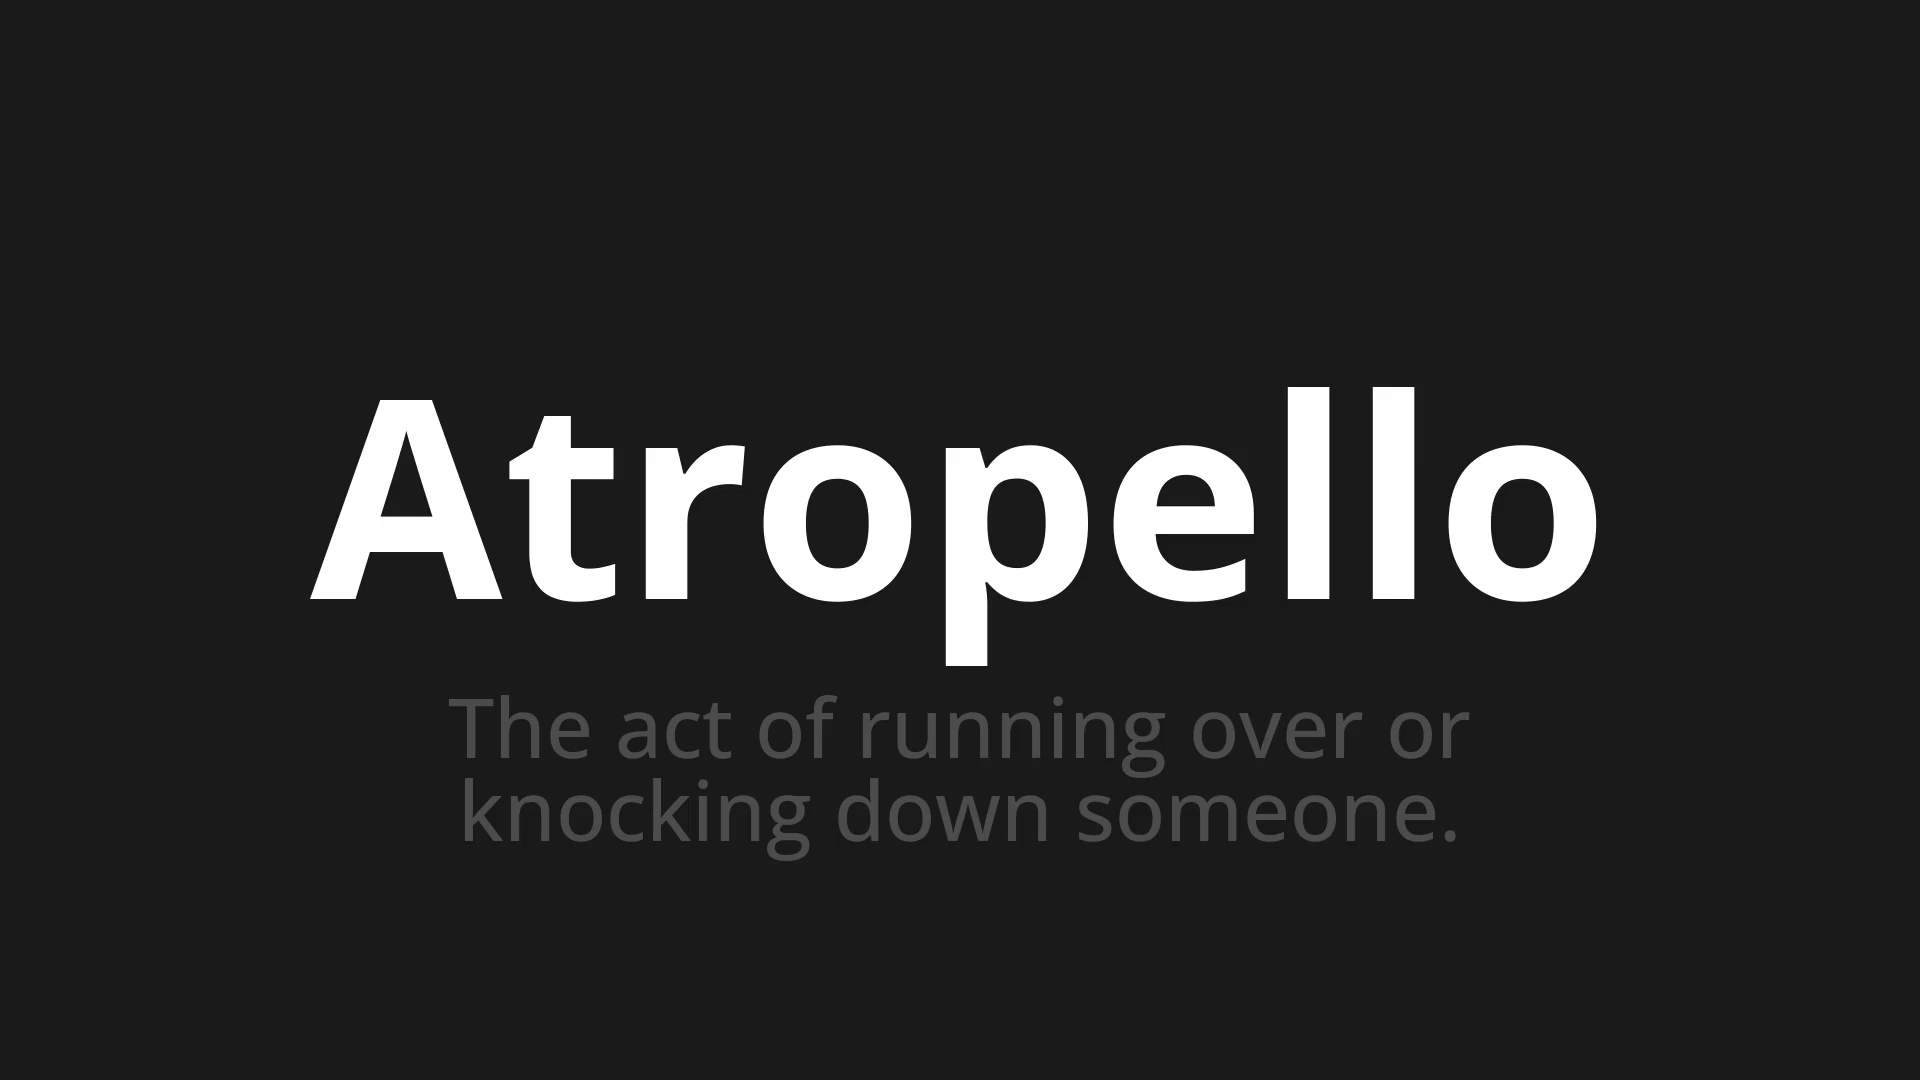 Atropello
The act of running over or
knocking down someone.